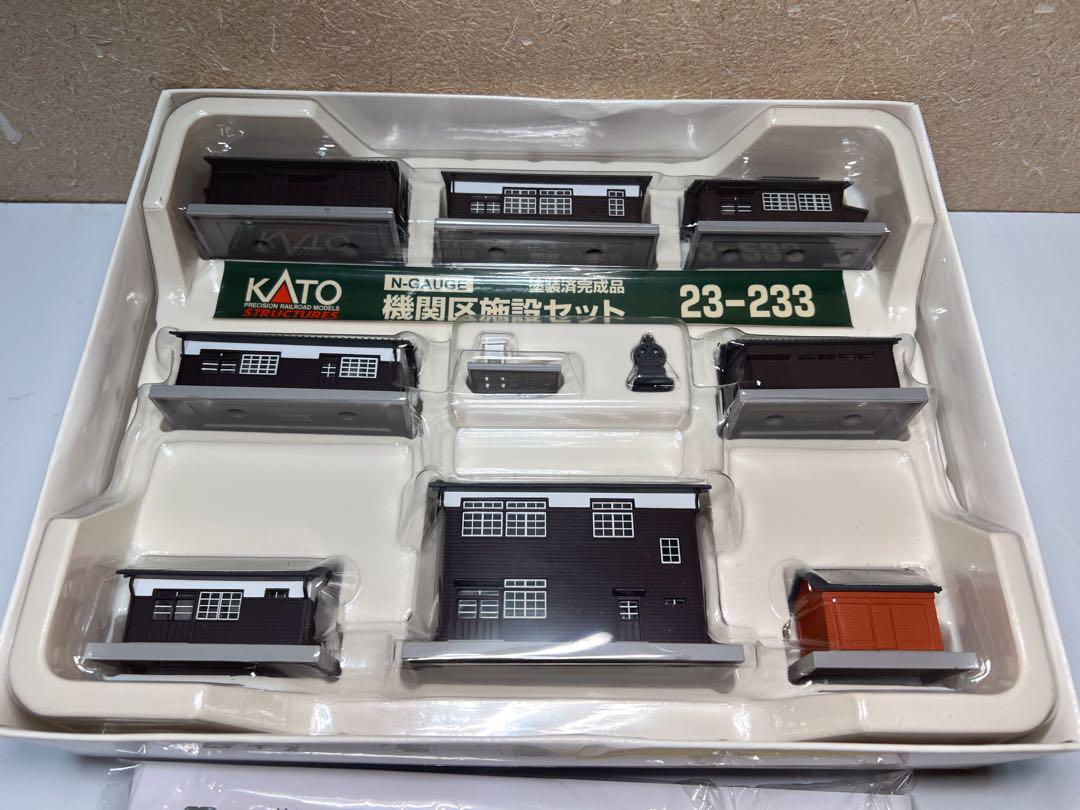 KATO
PRECISION RAILROAD MODELS
STRUCTURES
N-GAUGE
塗装済完成品
機関区施設セット
23-233